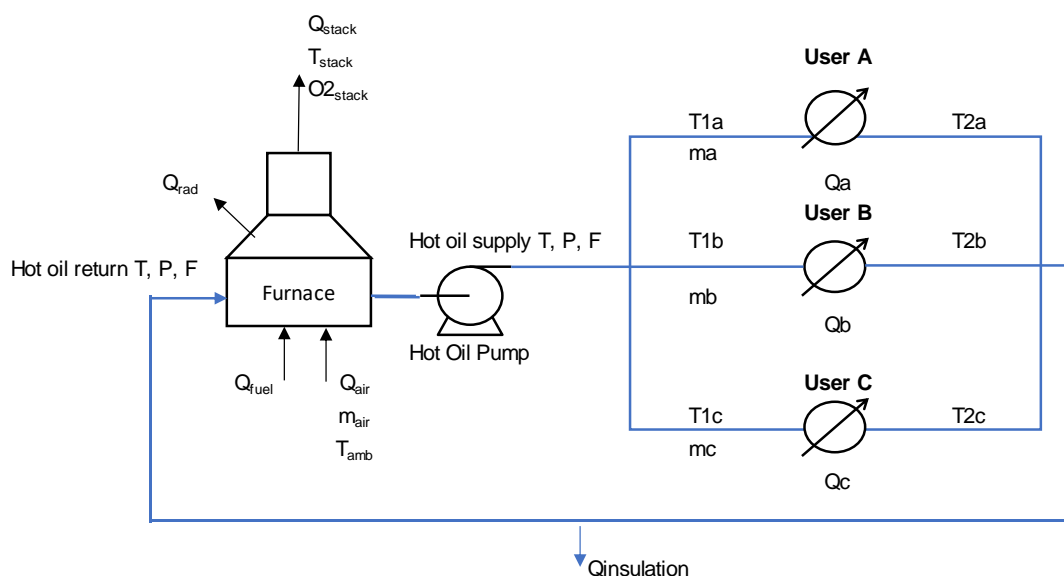 Qstack
Tstack
O2stack
Qrad
Hot oil return T, P, F
Furnace
Qfuel
Qair
mair
Tamb
Hot oil supply T, P, F
Hot Oil Pump
User A
T1a
ma
T2a
Qa
User B
T1b
mb
T2b
Qb
User C
T1c
mc
T2c
Qc
Qinsulation